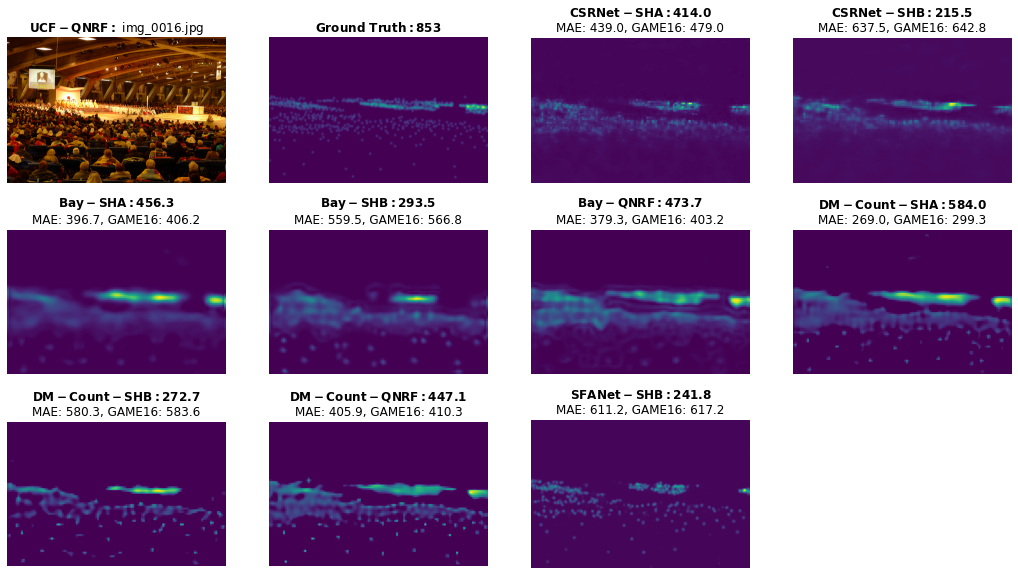 UCF − QNRF : img_0016.jpg
Ground Truth : 853
CSRNet − SHA : 414.0
MAE: 439.0, GAME16: 479.0
CSRNet − SHB : 215.5
MAE: 637.5, GAME16: 642.8
Bay − SHA : 456.3
MAE: 396.7, GAME16: 406.2
Bay − SHB : 293.5
MAE: 559.5, GAME16: 566.8
Bay − QNRF : 473.7
MAE: 379.3, GAME16: 403.2
DM − Count − SHA : 584.0
MAE: 269.0, GAME16: 299.3
DM − Count − SHB : 272.7
MAE: 580.3, GAME16: 583.6
DM − Count − QNRF : 447.1
MAE: 405.9, GAME16: 410.3
SFANet − SHB : 241.8
MAE: 611.2, GAME16: 617.2